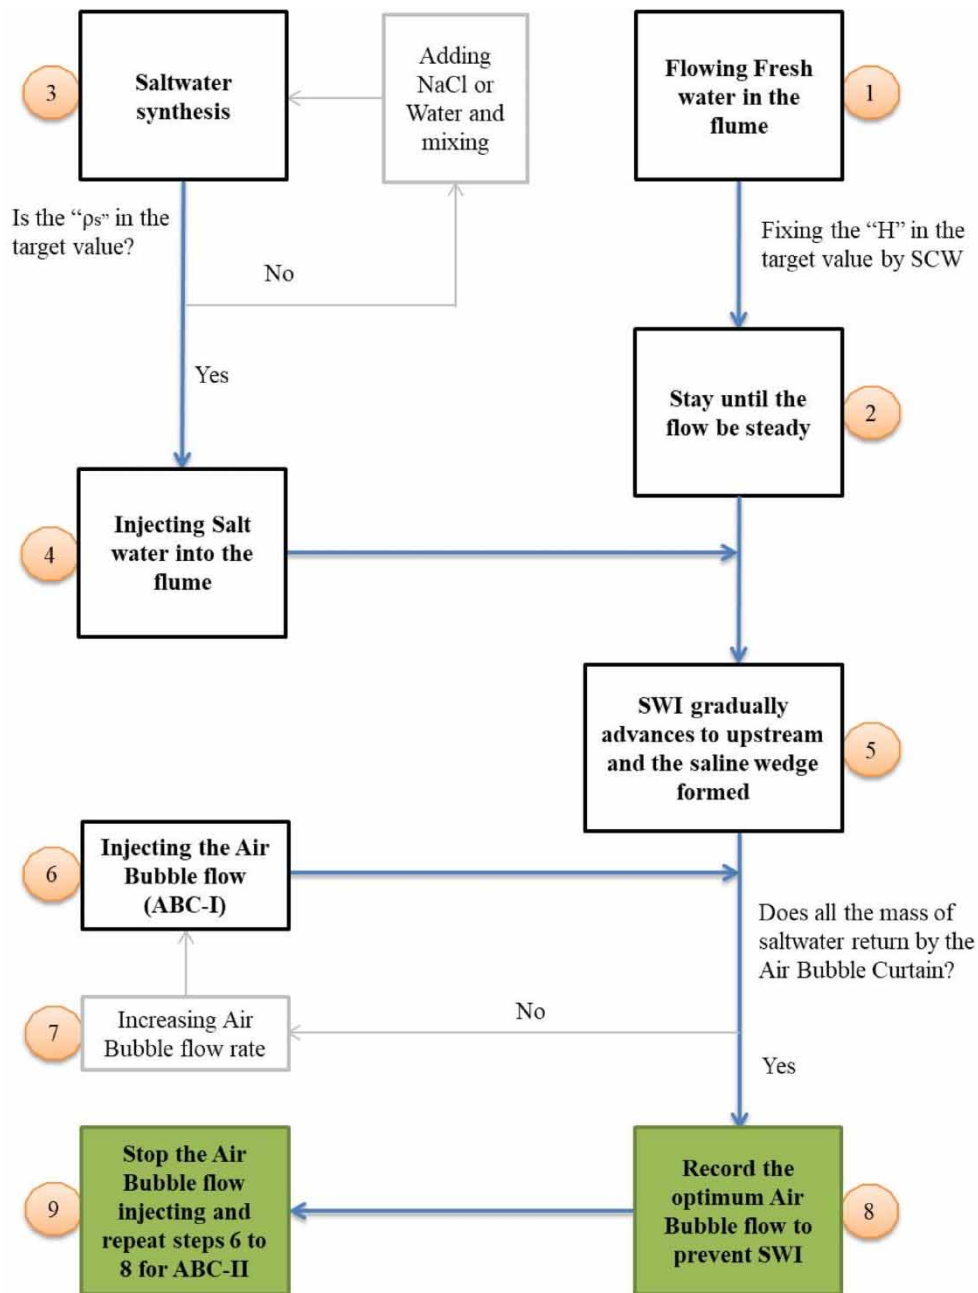 3
Saltwater
synthesis
Adding
NaCl or
Water and
mixing
Flowing Fresh
water in the
flume
1
Is the “ρs” in the
target value?
No
Yes
Fixing the “H” in the
target value by SCW
Stay until the
flow be steady
2
4
Injecting Salt
water into the
flume
SWI gradually
advances to upstream
and the saline wedge
formed
5
6
Injecting the Air
Bubble flow
(ABC-I)
Does all the mass of
saltwater return by the
Air Bubble Curtain?
7
Increasing Air
Bubble flow rate
No
Yes
9
Stop the Air
Bubble flow
injecting and
repeat steps 6 to
8 for ABC-II
Record the
optimum Air
Bubble flow to
prevent SWI
8